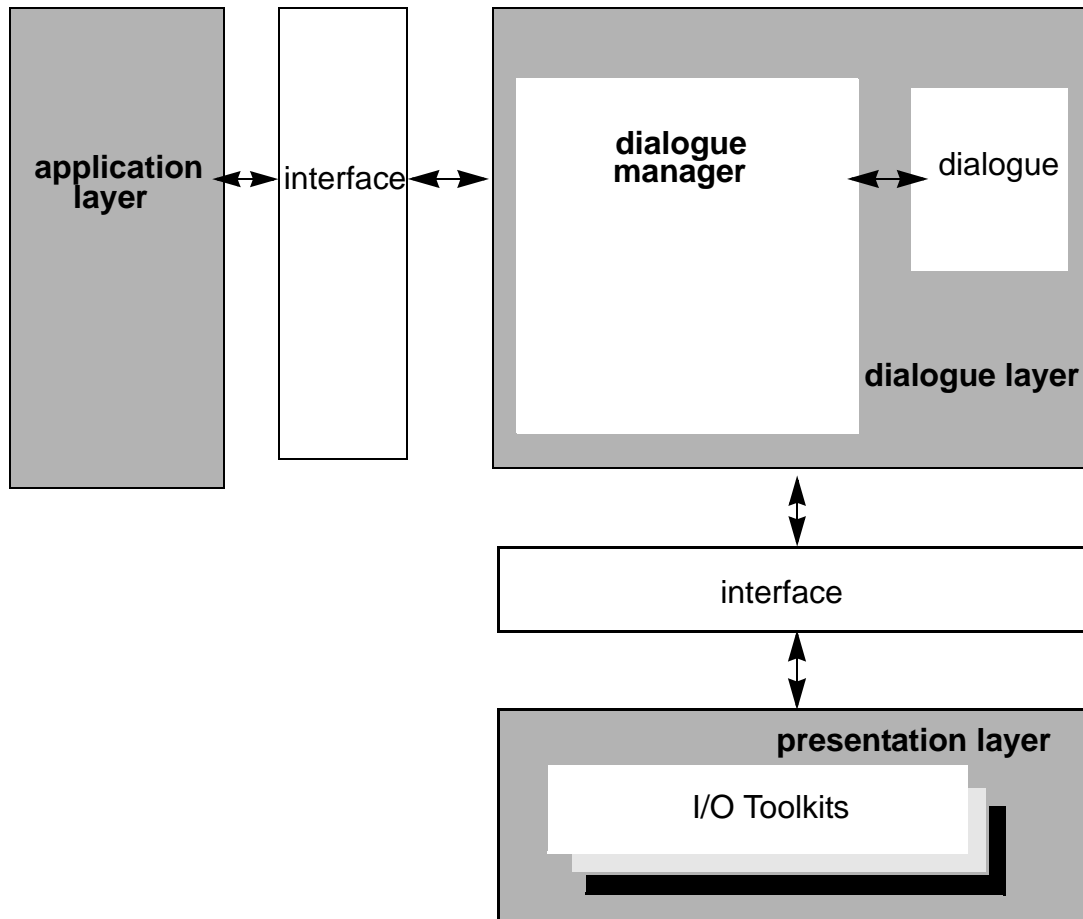 application
layer
interface
dialogue
manager
dialogue
dialogue layer
interface
presentation layer
I/O Toolkits